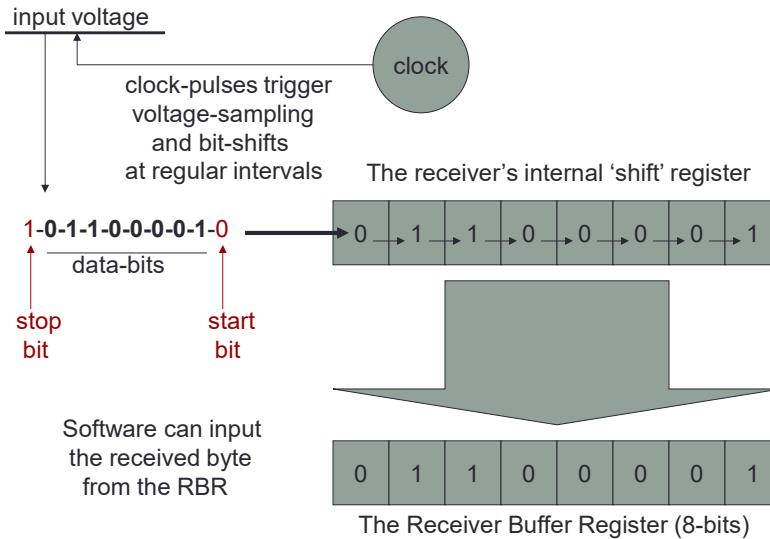 input voltage
clock
clock-pulses trigger
voltage-sampling
and bit-shifts
at regular intervals
The receiver’s internal ‘shift’ register
1-0-1-1-0-0-0-0-1-0
0 1 1 0 0 0 0 1
data-bits
stop
bit
start
bit
Software can input
the received byte
from the RBR
0 1 1 0 0 0 0 1
The Receiver Buffer Register (8-bits)